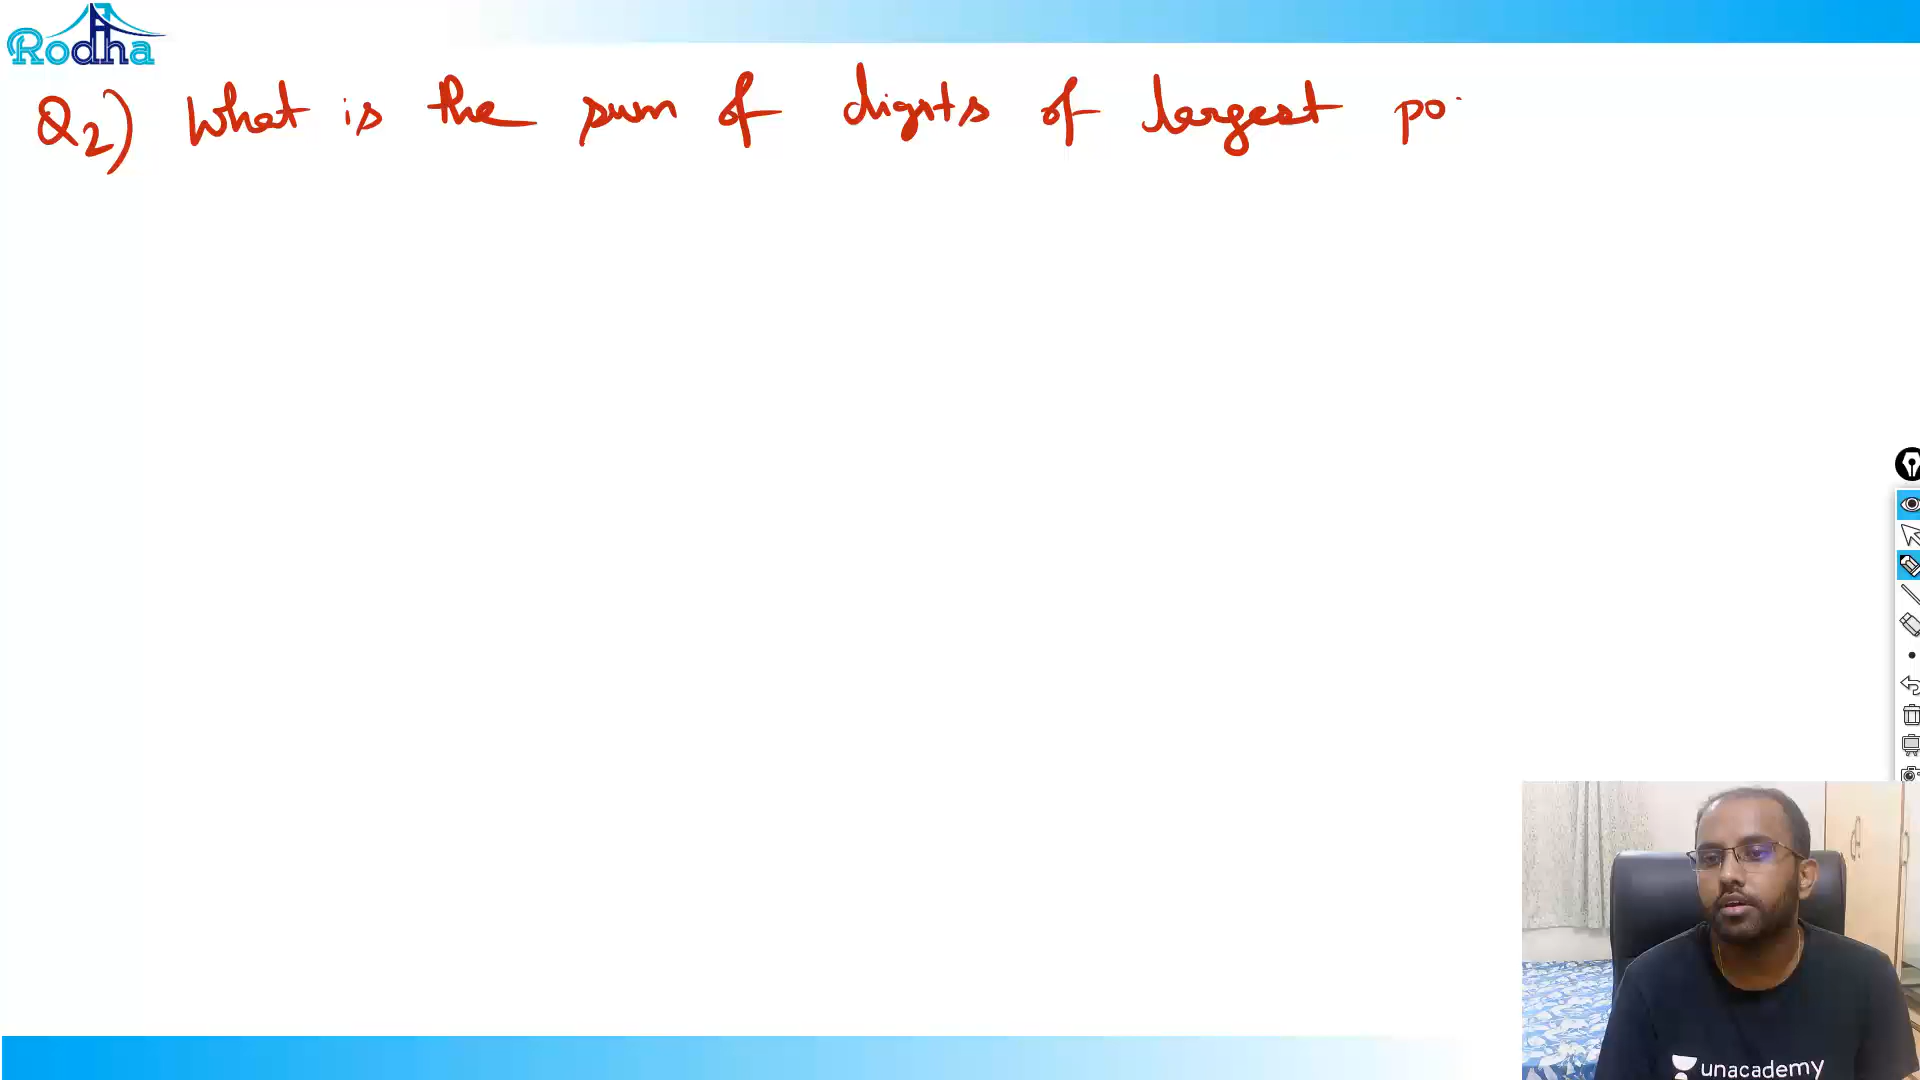 Rodha
Q2) What is the sum of digits of largest po
unacademy